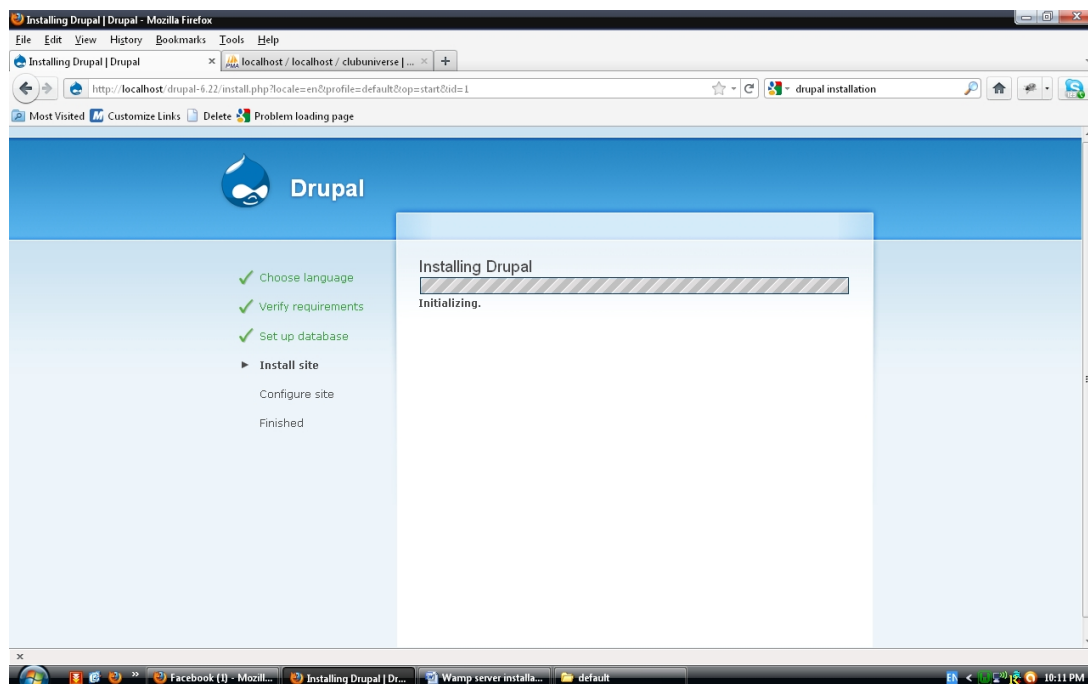 Installing Drupal | Drupal - Mozilla Firefox
File Edit View History Bookmarks Tools Help
Installing Drupal | Drupal × localhost / localhost / clubuniverse | ... × +
http://localhost/drupal-6.22/install.php?locale=en&profile=default&op=start&id=1 drupal installation
Most Visited Customize Links Delete Problem loading page
Drupal
Installing Drupal
Initializing.
Choose language
Verify requirements
Set up database
Install site
Configure site
Finished
×
» Facebook (1) - Mozill... Installing Drupal | Dr... Wamp server installa... default EN < 10:11 PM